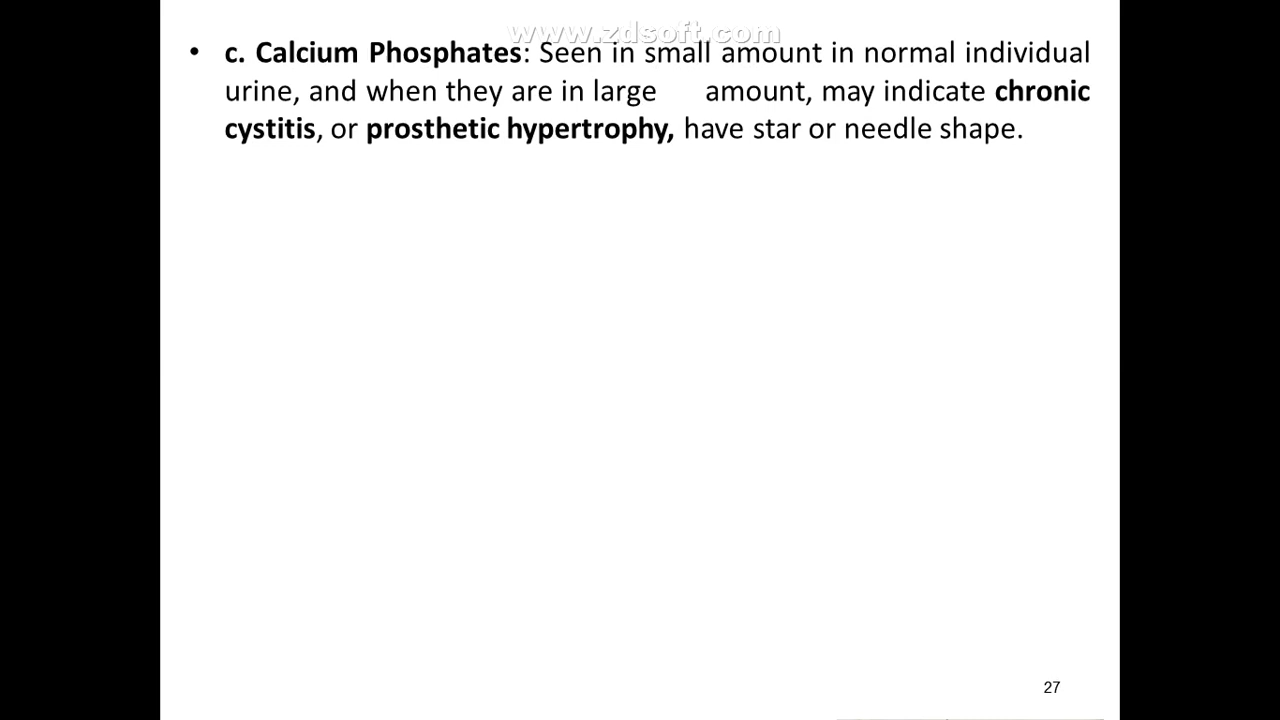 www.zdsoft.com
• c. Calcium Phosphates: Seen in small amount in normal individual
urine, and when they are in large amount, may indicate chronic
cystitis, or prosthetic hypertrophy, have star or needle shape.
27